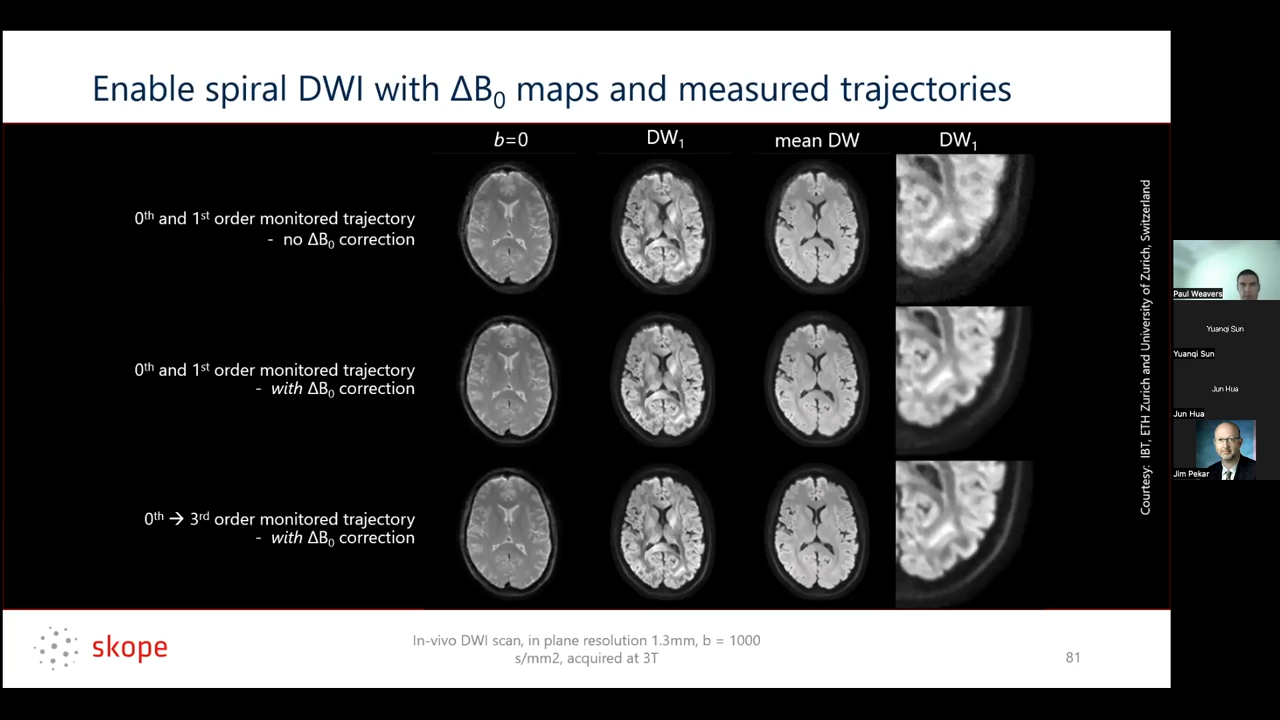 Enable spiral DWI with ΔB₀ maps and measured trajectories
b=0
DW₁
mean DW
DW₁
0ᵗʰ and 1ˢᵗ order monitored trajectory
- no ΔB₀ correction
0ᵗʰ and 1ˢᵗ order monitored trajectory
- with ΔB₀ correction
0ᵗʰ → 3ʳᵈ order monitored trajectory
- with ΔB₀ correction
Courtesy: IBT, ETH Zurich and University of Zurich, Switzerland
skope
In-vivo DWI scan, in plane resolution 1.3mm, b = 1000
s/mm2, acquired at 3T
81
Paul Weavers
Yuanqi Sun
Yuanqi Sun
Jun Hua
Jun Hua
Jim Pekar